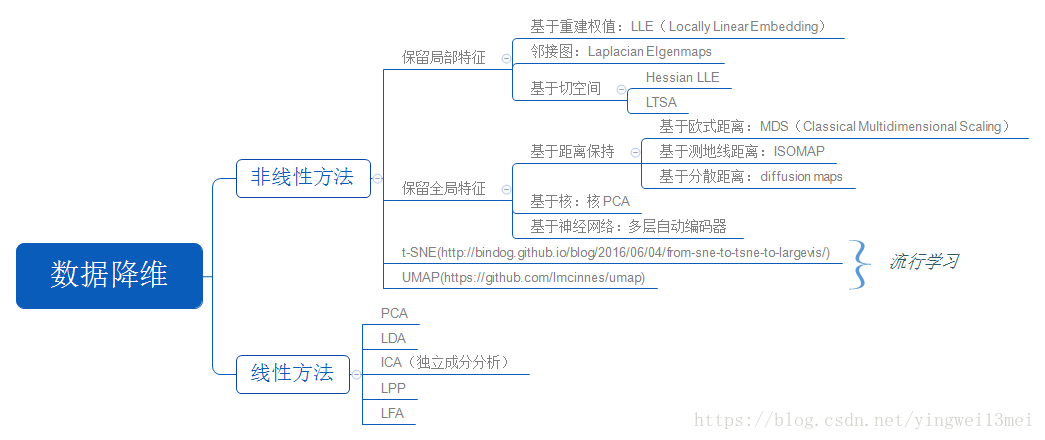 数据降维
非线性方法
保留局部特征
基于重建权值：LLE（Locally Linear Embedding）
邻接图：Laplacian EIgenmaps
基于切空间
Hessian LLE
LTSA
保留全局特征
基于距离保持
基于欧式距离：MDS（Classical Multidimensional Scaling）
基于测地线距离：ISOMAP
基于分散距离：diffusion maps
基于核：核 PCA
基于神经网络：多层自动编码器
t-SNE(http://bindog.github.io/blog/2016/06/04/from-sne-to-tsne-to-largevis/)
UMAP(https://github.com/lmcinnes/umap)
流行学习
线性方法
PCA
LDA
ICA（独立成分分析）
LPP
LFA
https://blog.csdn.net/yingwei13mei